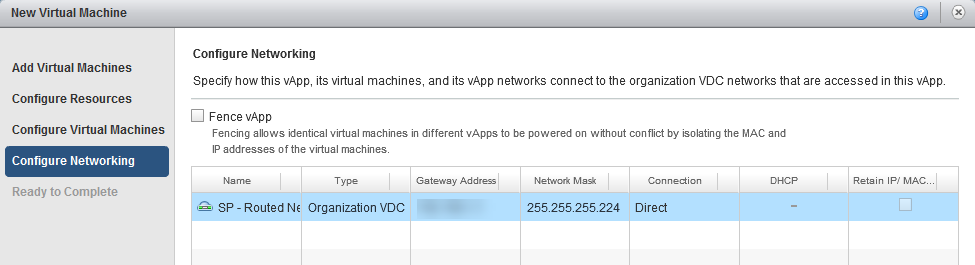 New Virtual Machine
Add Virtual Machines
Configure Resources
Configure Virtual Machines
Configure Networking
Ready to Complete
Configure Networking
Specify how this vApp, its virtual machines, and its vApp networks connect to the organization VDC networks that are accessed in this vApp.
Fence vApp
Fencing allows identical virtual machines in different vApps to be powered on without conflict by isolating the MAC and
IP addresses of the virtual machines.
Name Type Gateway Address Network Mask Connection DHCP Retain IP/ MAC...
SP - Routed Ne Organization VDC 255.255.255.224 Direct -